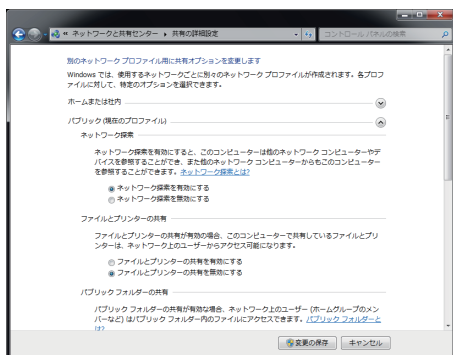 « ネットワークと共有センター ▸ 共有の詳細設定
コントロール パネルの検索
別のネットワーク プロファイル用に共有オプションを変更します
Windows では、使用するネットワークごとに別々のネットワーク プロファイルが作成されます。各プロフ
ァイルに対して、特定のオプションを選択できます。
ホームまたは社内
パブリック (現在のプロファイル)
ネットワーク探索
ネットワーク探索を有効にすると、このコンピューターは他のネットワーク コンピューターやデ
バイスを参照することができ、また他のネットワーク コンピューターからもこのコンピューター
を参照することができます。ネットワーク探索とは?
ネットワーク探索を有効にする
ネットワーク探索を無効にする
ファイルとプリンターの共有
ファイルとプリンターの共有が有効の場合、このコンピューターで共有しているファイルとプリ
ンターは、ネットワーク上のユーザーからアクセス可能になります。
ファイルとプリンターの共有を有効にする
ファイルとプリンターの共有を無効にする
パブリック フォルダーの共有
パブリック フォルダーの共有が有効な場合、ネットワーク上のユーザー (ホームグループのメン
バーなど) はパブリック フォルダー内のファイルにアクセスできます。パブリック フォルダーと
は?
変更の保存
キャンセル